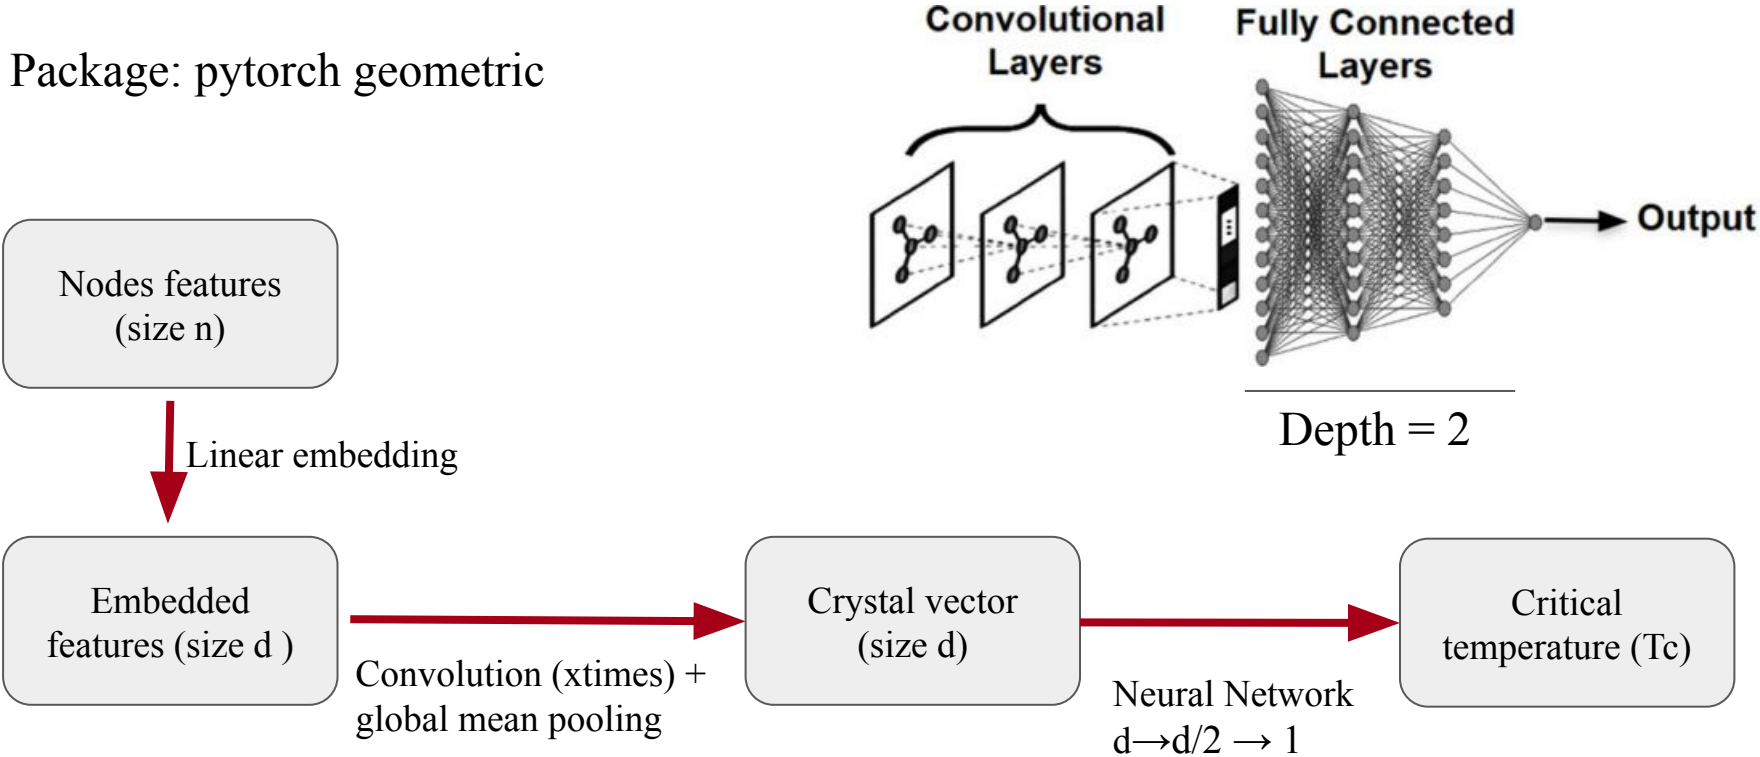 Package: pytorch geometric
Convolutional
Layers
Fully Connected
Layers
Output
Depth = 2
Nodes features
(size n)
Linear embedding
Embedded
features (size d )
Convolution (xtimes) +
global mean pooling
Crystal vector
(size d)
Neural Network
d→d/2 → 1
Critical
temperature (Tc)